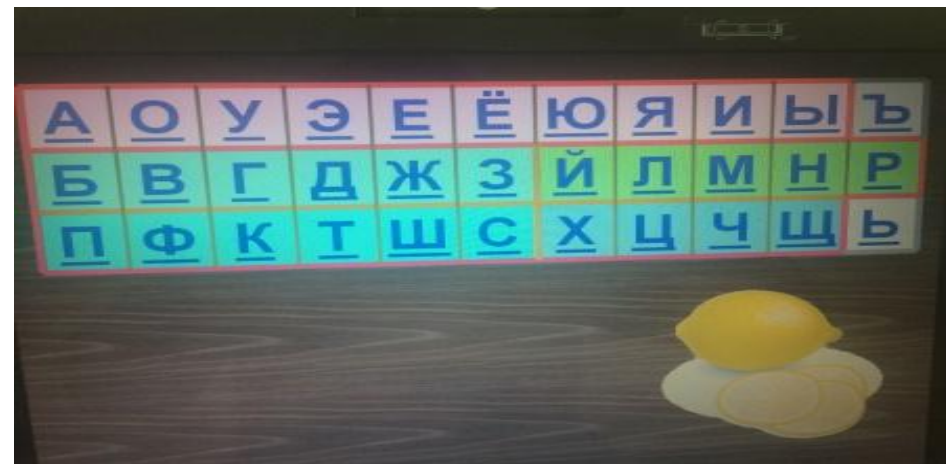 А О У Э Е Ё Ю Я И Ы Ъ
Б В Г Д Ж З Й Л М Н Р
П Ф К Т Ш С Х Ц Ч Щ Ь